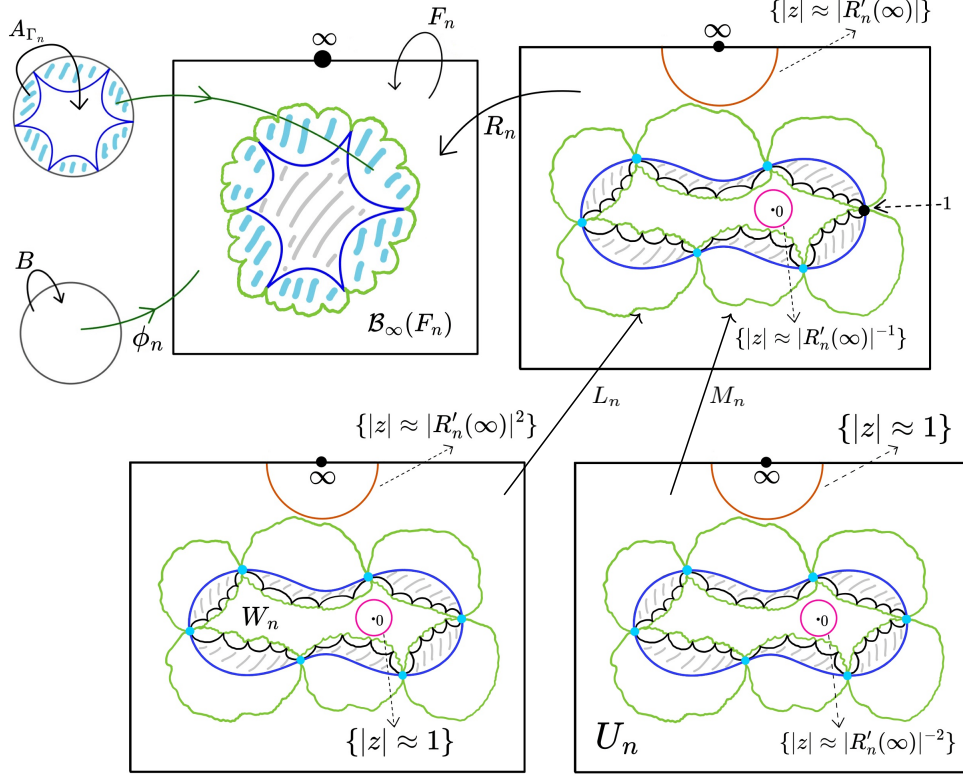 A_{Γ_n}
F_n
∞
B
ϕ_n
𝓑_∞(F_n)
R_n
∞
{|z| ≈ |R′_n(∞)|}
·0
1
{|z| ≈ |R′_n(∞)|^{-1}}
L_n
M_n
{|z| ≈ |R′_n(∞)|^2}
∞
W_n
·0
{|z| ≈ 1}
{|z| ≈ 1}
∞
·0
U_n
{|z| ≈ |R′_n(∞)|^{-2}}